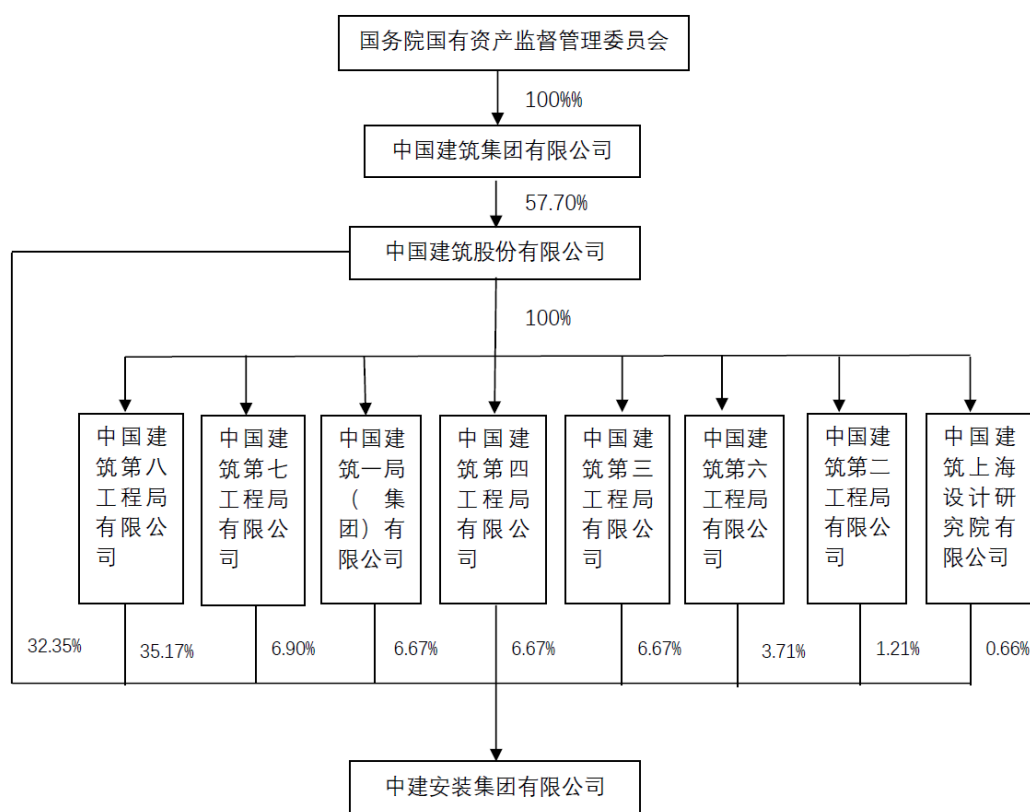 国务院国有资产监督管理委员会
100%%
中国建筑集团有限公司
57.70%
中国建筑股份有限公司
100%
中国建
筑第八
工程局
有限公
司
中国建
筑第七
工程局
有限公
司
中国建
筑一局
（集
团）有
限公司
中国建
筑第四
工程局
有限公
司
中国建
筑第三
工程局
有限公
司
中国建
筑第六
工程局
有限公
司
中国建
筑第二
工程局
有限公
司
中国建
筑上海
设计研
究院有
限公司
32.35%
35.17%
6.90%
6.67%
6.67%
6.67%
3.71%
1.21%
0.66%
中建安装集团有限公司